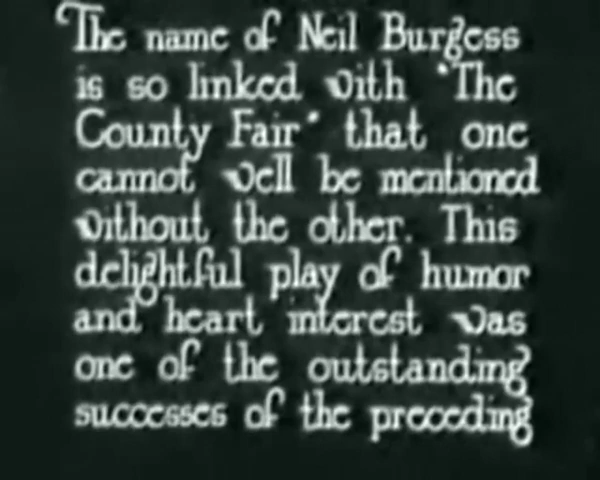 The name of Neil Burgess
is so linked with "The
County Fair" that one
cannot well be mentioned
without the other. This
delightful play of humor
and heart interest was
one of the outstanding
successes of the preceding